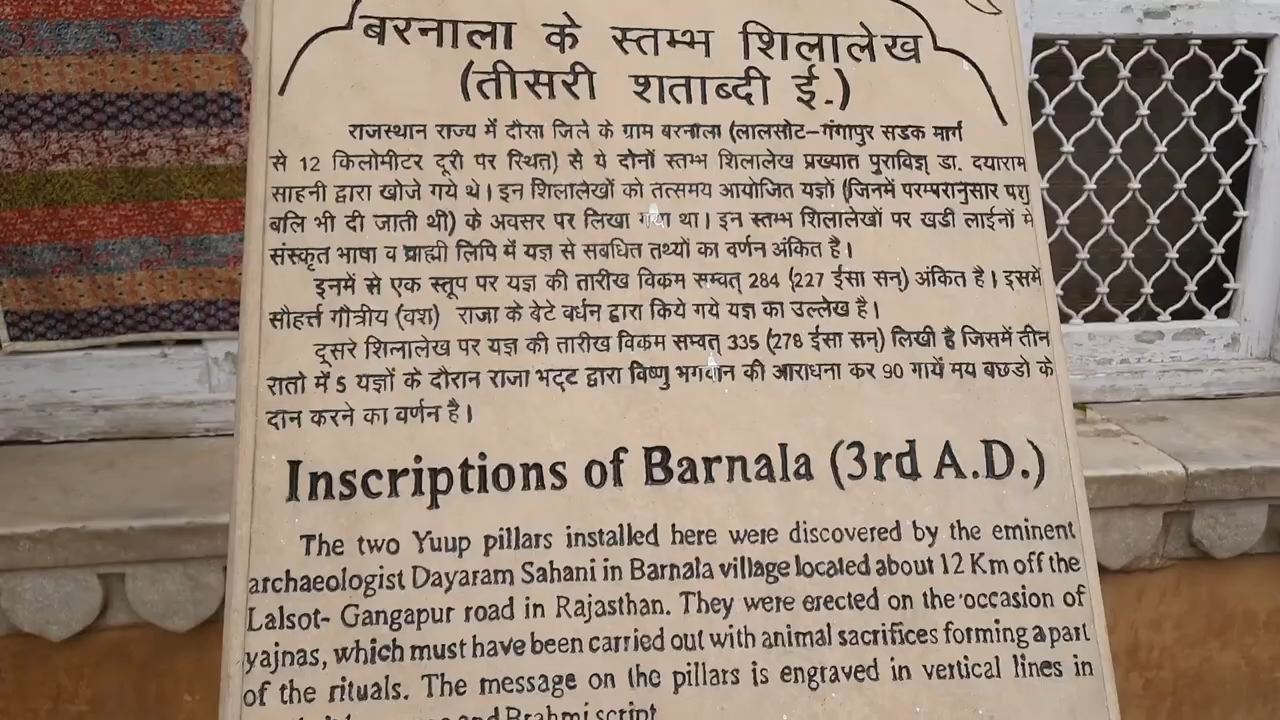 बरनाला के स्तम्भ शिलालेख
(तीसरी शताब्दी ई.)
राजस्थान राज्य में दौसा जिले के ग्राम बरनाला (लालसोट-गंगापुर सडक मार्ग
से 12 किलोमीटर दूरी पर स्थित) से ये दोनों स्तम्भ शिलालेख प्रख्यात पुराविज्ञ डा. दयाराम
साहनी द्वारा खोजे गये थे। इन शिलालेखों को तत्समय आयोजित यज्ञों (जिनमें परम्परानुसार पशु
बलि भी दी जाती थी) के अवसर पर लिखा गया था। इन स्तम्भ शिलालेखों पर खडी लाईनों में
संस्कृत भाषा व ब्राह्मी लिपि में यज्ञ से सबंधित तथ्यों का वर्णन अंकित है।
इनमें से एक स्तूप पर यज्ञ की तारीख विकम सम्वत् 284 (227 ईसा सन्) अंकित है। इसमें
सौहर्त्त गौत्रीय (वश) राजा के बेटे वर्धन द्वारा किये गये यज्ञ का उल्लेख है।
दूसरे शिलालेख पर यज्ञ की तारीख विकम सम्वत् 335 (278 ईसा सन्) लिखी है जिसमें तीन
रातो में 5 यज्ञों के दौरान राजा भट्ट द्वारा विष्णु भगवान की आराधना कर 90 गायें मय बछडो के
दान करने का वर्णन है।
Inscriptions of Barnala (3rd A.D.)
The two Yuup pillars installed here were discovered by the eminent
archaeologist Dayaram Sahani in Barnala village located about 12 Km off the
Lalsot- Gangapur road in Rajasthan. They were erected on the occasion of
yajnas, which must have been carried out with animal sacrifices forming a part
of the rituals. The message on the pillars is engraved in vertical lines in
and Brahmi script